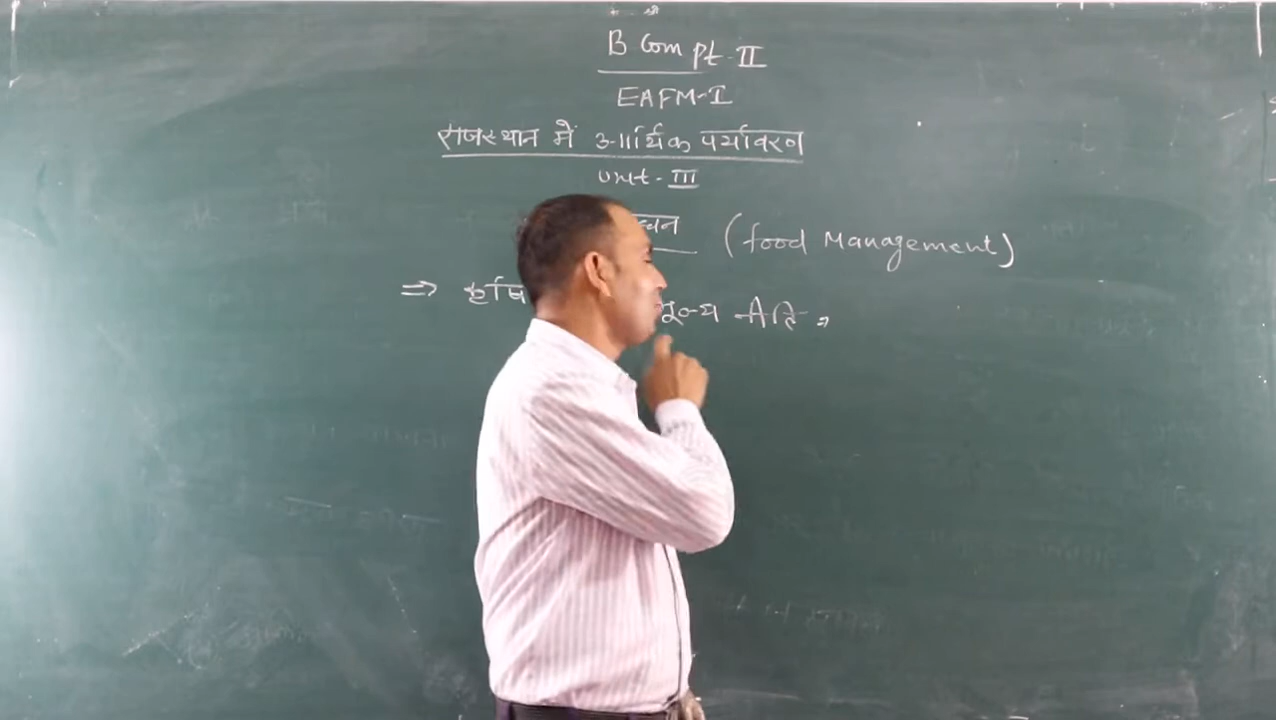 श्री
B Com pt-II
EAFM-I
राजस्थान में आर्थिक पर्यावरण
Unit-III
(food Management)
⇒ कृषि मूल्य नीति